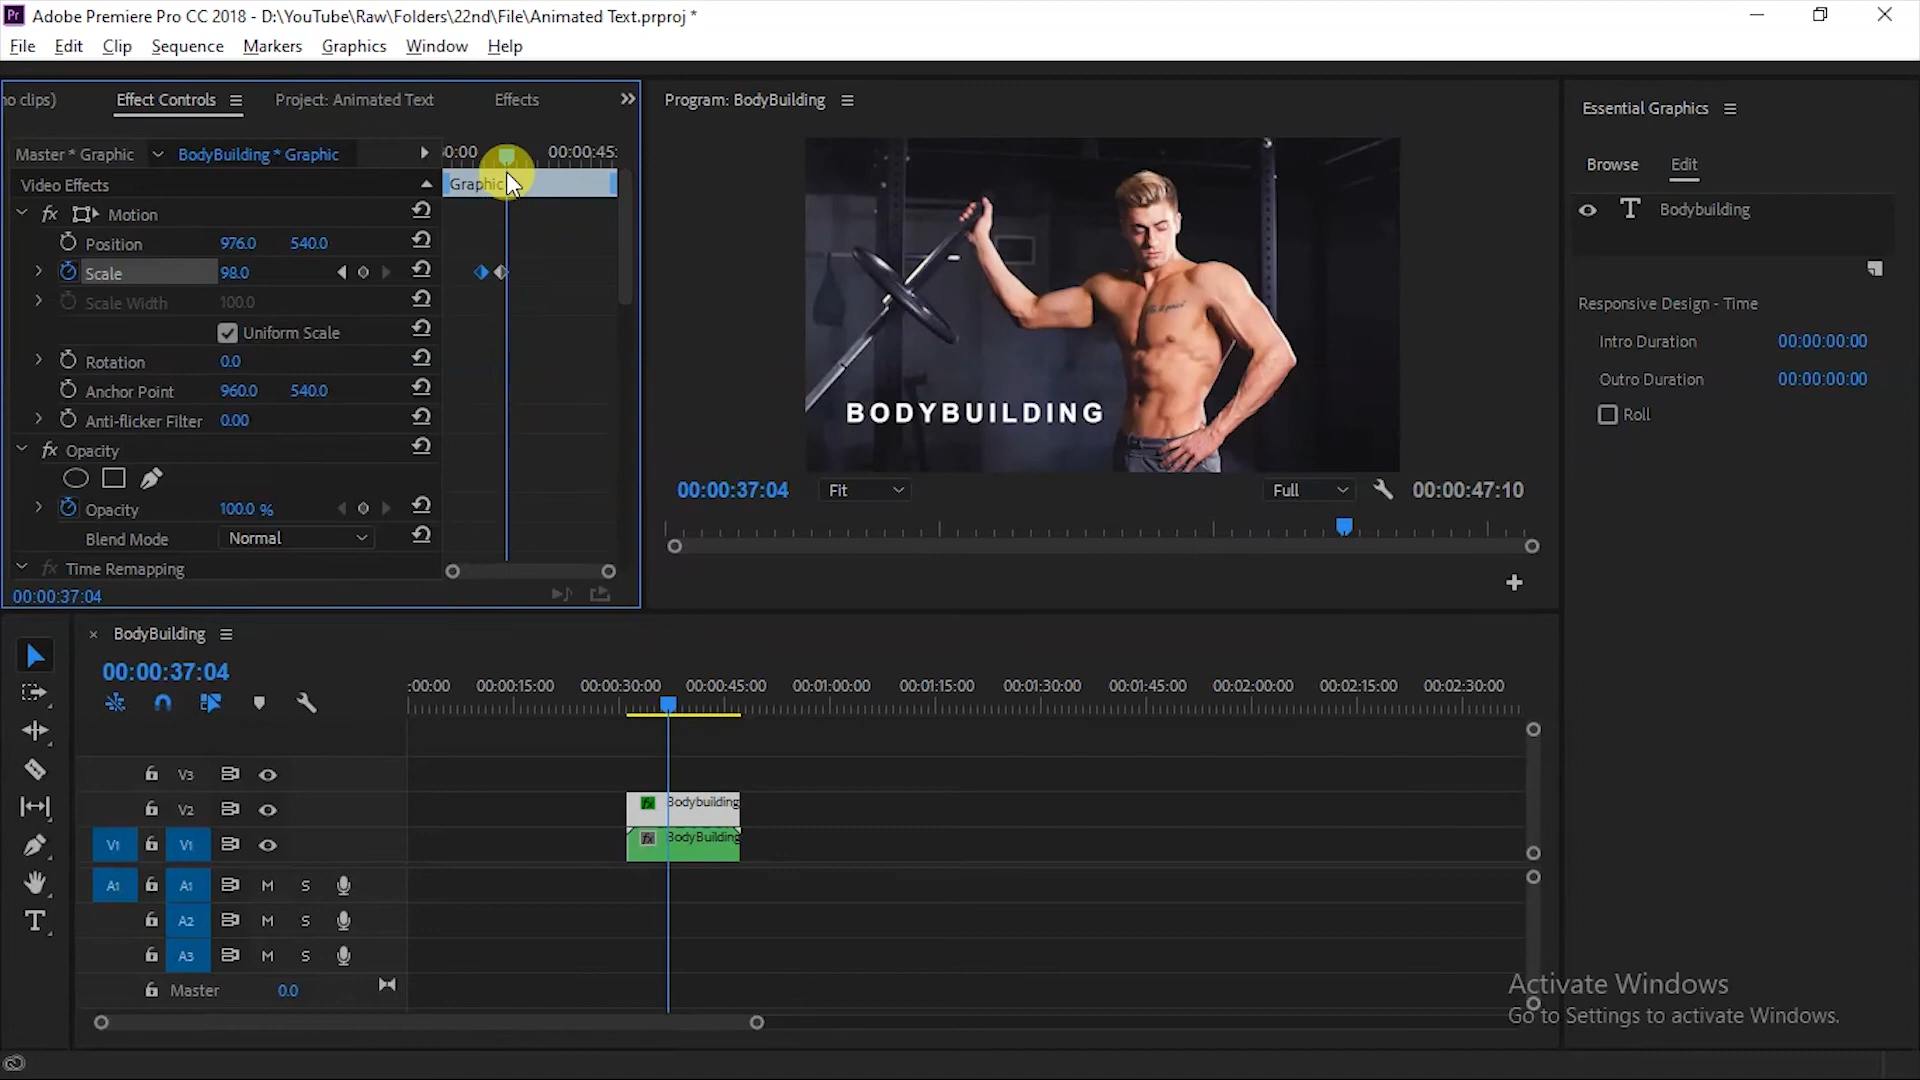 Pr Adobe Premiere Pro CC 2018 - D:\YouTube\Raw\Folders\22nd\File\Animated Text.prproj *
File Edit Clip Sequence Markers Graphics Window Help
no clips) Effect Controls Project: Animated Text Effects
Master * Graphic BodyBuilding * Graphic
00:00:45:
Video Effects
Graphic
fx Motion
Position 976.0 540.0
Scale 98.0
Scale Width 100.0
Uniform Scale
Rotation 0.0
Anchor Point 960.0 540.0
Anti-flicker Filter 0.00
fx Opacity
Opacity 100.0 %
Blend Mode Normal
fx Time Remapping
00:00:37:04
Program: BodyBuilding
BODYBUILDING
00:00:37:04 Fit Full 00:00:47:10
Essential Graphics
Browse Edit
T Bodybuilding
Responsive Design - Time
Intro Duration 00:00:00:00
Outro Duration 00:00:00:00
Roll
× BodyBuilding
00:00:37:04
:00:00 00:00:15:00 00:00:30:00 00:00:45:00 00:01:00:00 00:01:15:00 00:01:30:00 00:01:45:00 00:02:00:00 00:02:15:00 00:02:30:00
V3
V2 fx Bodybuilding
V1 V1 fx BodyBuilding
A1 A1 M S
A2 M S
A3 M S
Master 0.0
Activate Windows
Go to Settings to activate Windows.